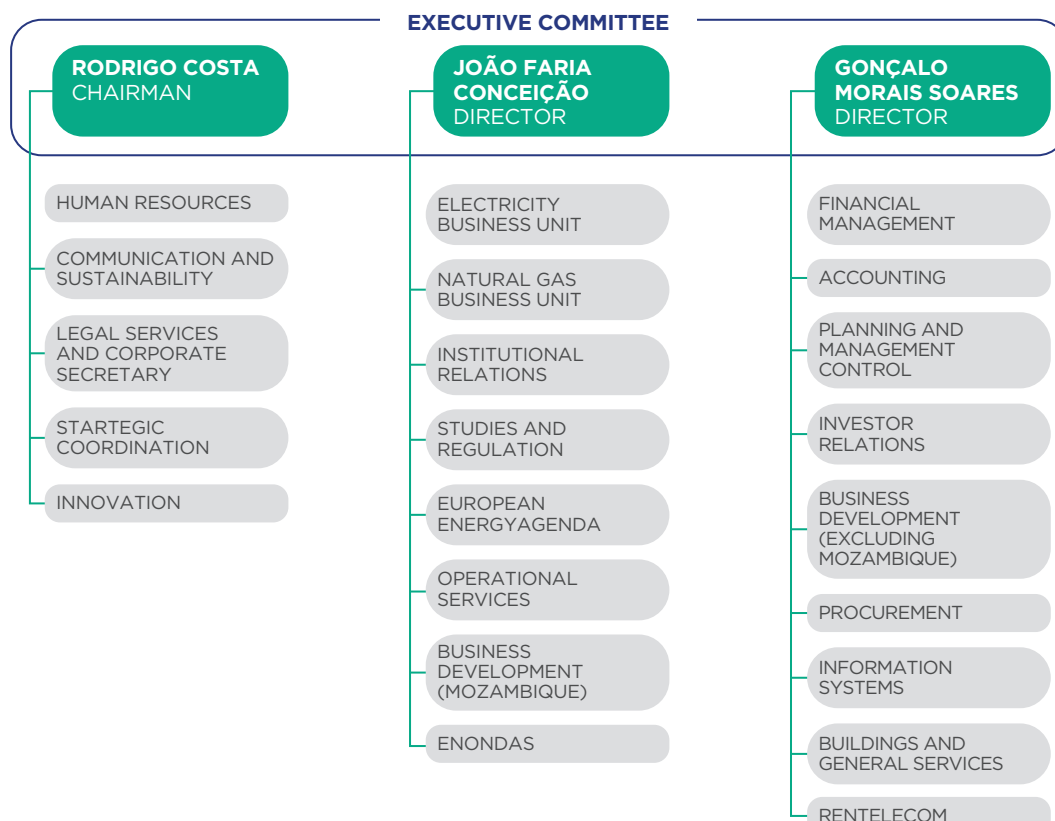 EXECUTIVE COMMITTEE
RODRIGO COSTA
CHAIRMAN
HUMAN RESOURCES
COMMUNICATION AND
SUSTAINABILITY
LEGAL SERVICES
AND CORPORATE
SECRETARY
STARTEGIC
COORDINATION
INNOVATION
JOÃO FARIA
CONCEIÇÃO
DIRECTOR
ELECTRICITY
BUSINESS UNIT
NATURAL GAS
BUSINESS UNIT
INSTITUTIONAL
RELATIONS
STUDIES AND
REGULATION
EUROPEAN
ENERGYAGENDA
OPERATIONAL
SERVICES
BUSINESS
DEVELOPMENT
(MOZAMBIQUE)
ENONDAS
GONÇALO
MORAIS SOARES
DIRECTOR
FINANCIAL
MANAGEMENT
ACCOUNTING
PLANNING AND
MANAGEMENT
CONTROL
INVESTOR
RELATIONS
BUSINESS
DEVELOPMENT
(EXCLUDING
MOZAMBIQUE)
PROCUREMENT
INFORMATION
SYSTEMS
BUILDINGS AND
GENERAL SERVICES
RENTELECOM